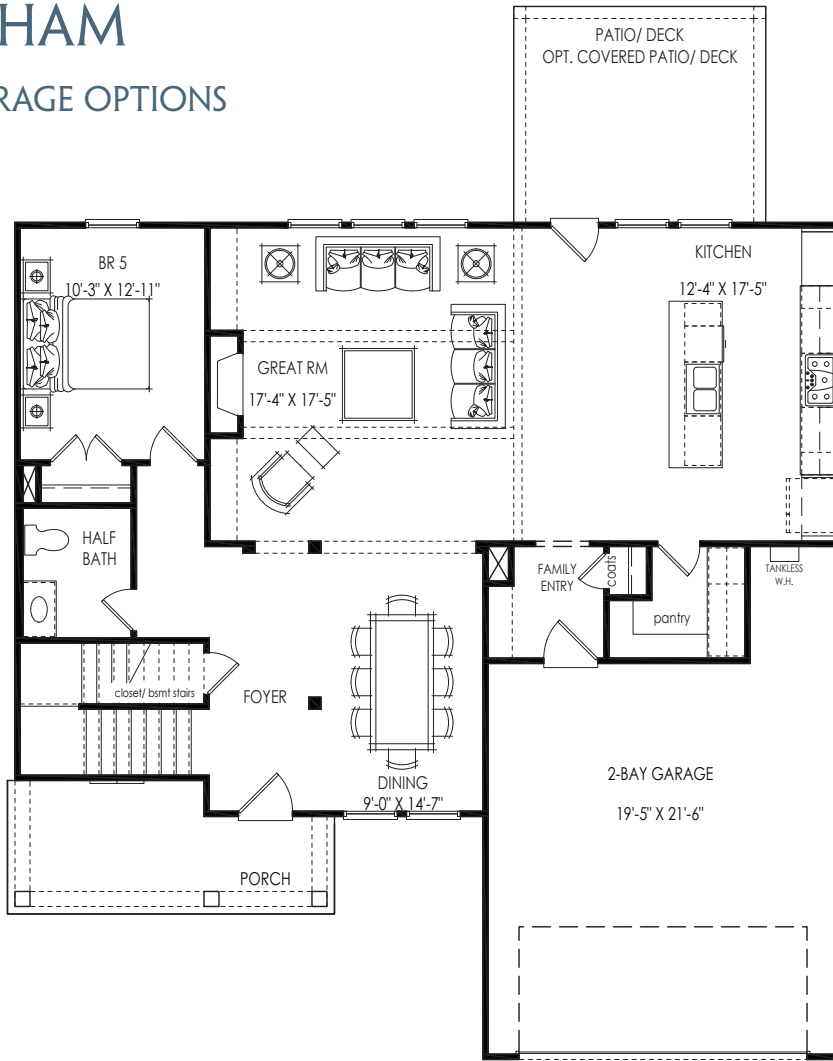 HAM
RAGE OPTIONS
PATIO/ DECK
OPT. COVERED PATIO/ DECK
BR 5
10'-3" X 12'-11"
KITCHEN
12'-4" X 17'-5"
GREAT RM
17'-4" X 17'-5"
HALF
BATH
FAMILY
ENTRY
coats
TANKLESS
W.H.
pantry
closet/ bsmt stairs
FOYER
DINING
9'-0" X 14'-7"
2-BAY GARAGE
19'-5" X 21'-6"
PORCH